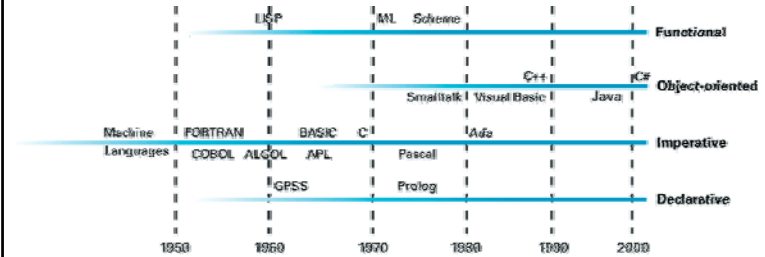 LISP ML Scheme
Functional
C++ C#
Object-oriented
Smalltalk Visual Basic Java
Machine FORTRAN BASIC C Ada
Imperative
Languages COBOL ALGOL APL Pascal
GPSS Prolog
Declarative
1950 1960 1970 1980 1990 2000